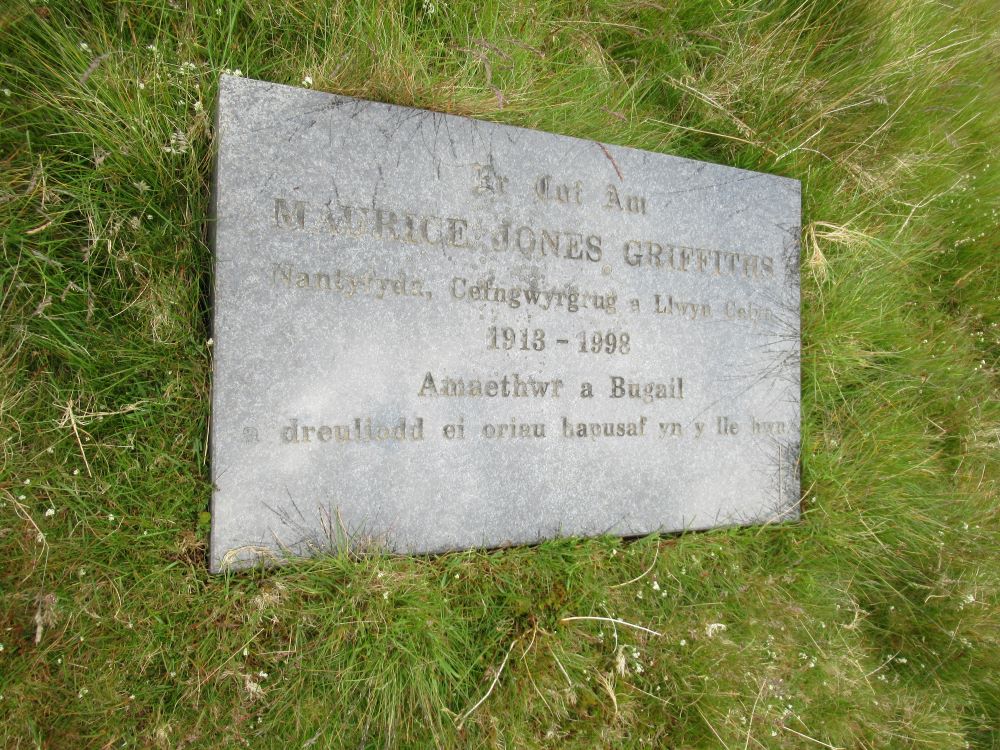 Er Cof Am
MAURICE JONES GRIFFITHS
Nantyfyda, Cefngwyrgrug a Llwyn Celyn
1913 - 1998
Amaethwr a Bugail
a dreuliodd ei oriau hapusaf yn y lle hwn.